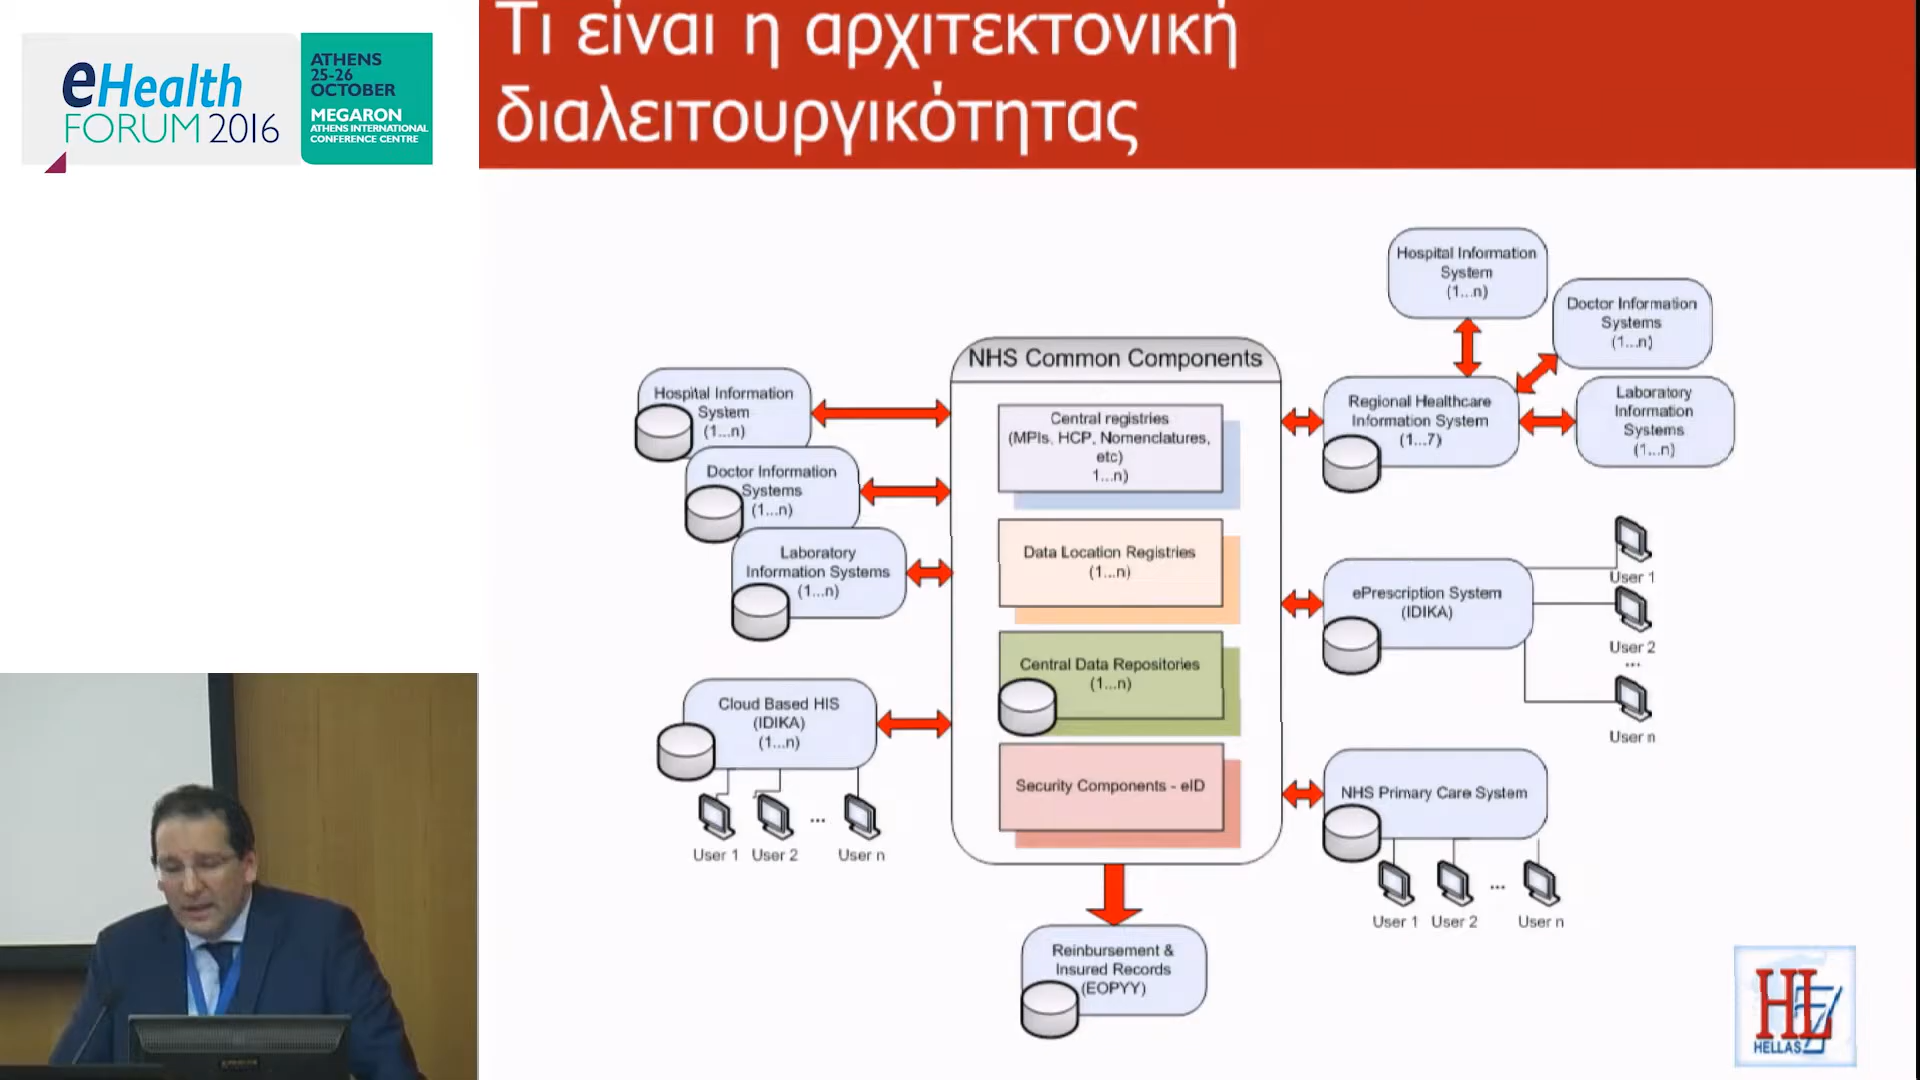 eHealth
FORUM 2016
ATHENS
25-26
OCTOBER
MEGARON
ATHENS INTERNATIONAL
CONFERENCE CENTRE
Τι είναι η αρχιτεκτονική
διαλειτουργικότητας
Hospital Information
System
(1...n)
Doctor Information
Systems
(1...n)
Laboratory
Information Systems
(1...n)
Cloud Based HIS
(IDIKA)
(1...n)
User 1
User 2
...
User n
NHS Common Components
Central registries
(MPIs, HCP, Nomenclatures,
etc)
1...n)
Data Location Registries
(1...n)
Central Data Repositories
(1...n)
Security Components - eID
Reinbursement &
Insured Records
(EOPYY)
Hospital Information
System
(1...n)
Doctor Information
Systems
(1...n)
Laboratory
Information
Systems
(1...n)
Regional Healthcare
Information System
(1...7)
ePrescription System
(IDIKA)
User 1
User 2
...
User n
NHS Primary Care System
User 1
User 2
...
User n
HL7
HELLAS